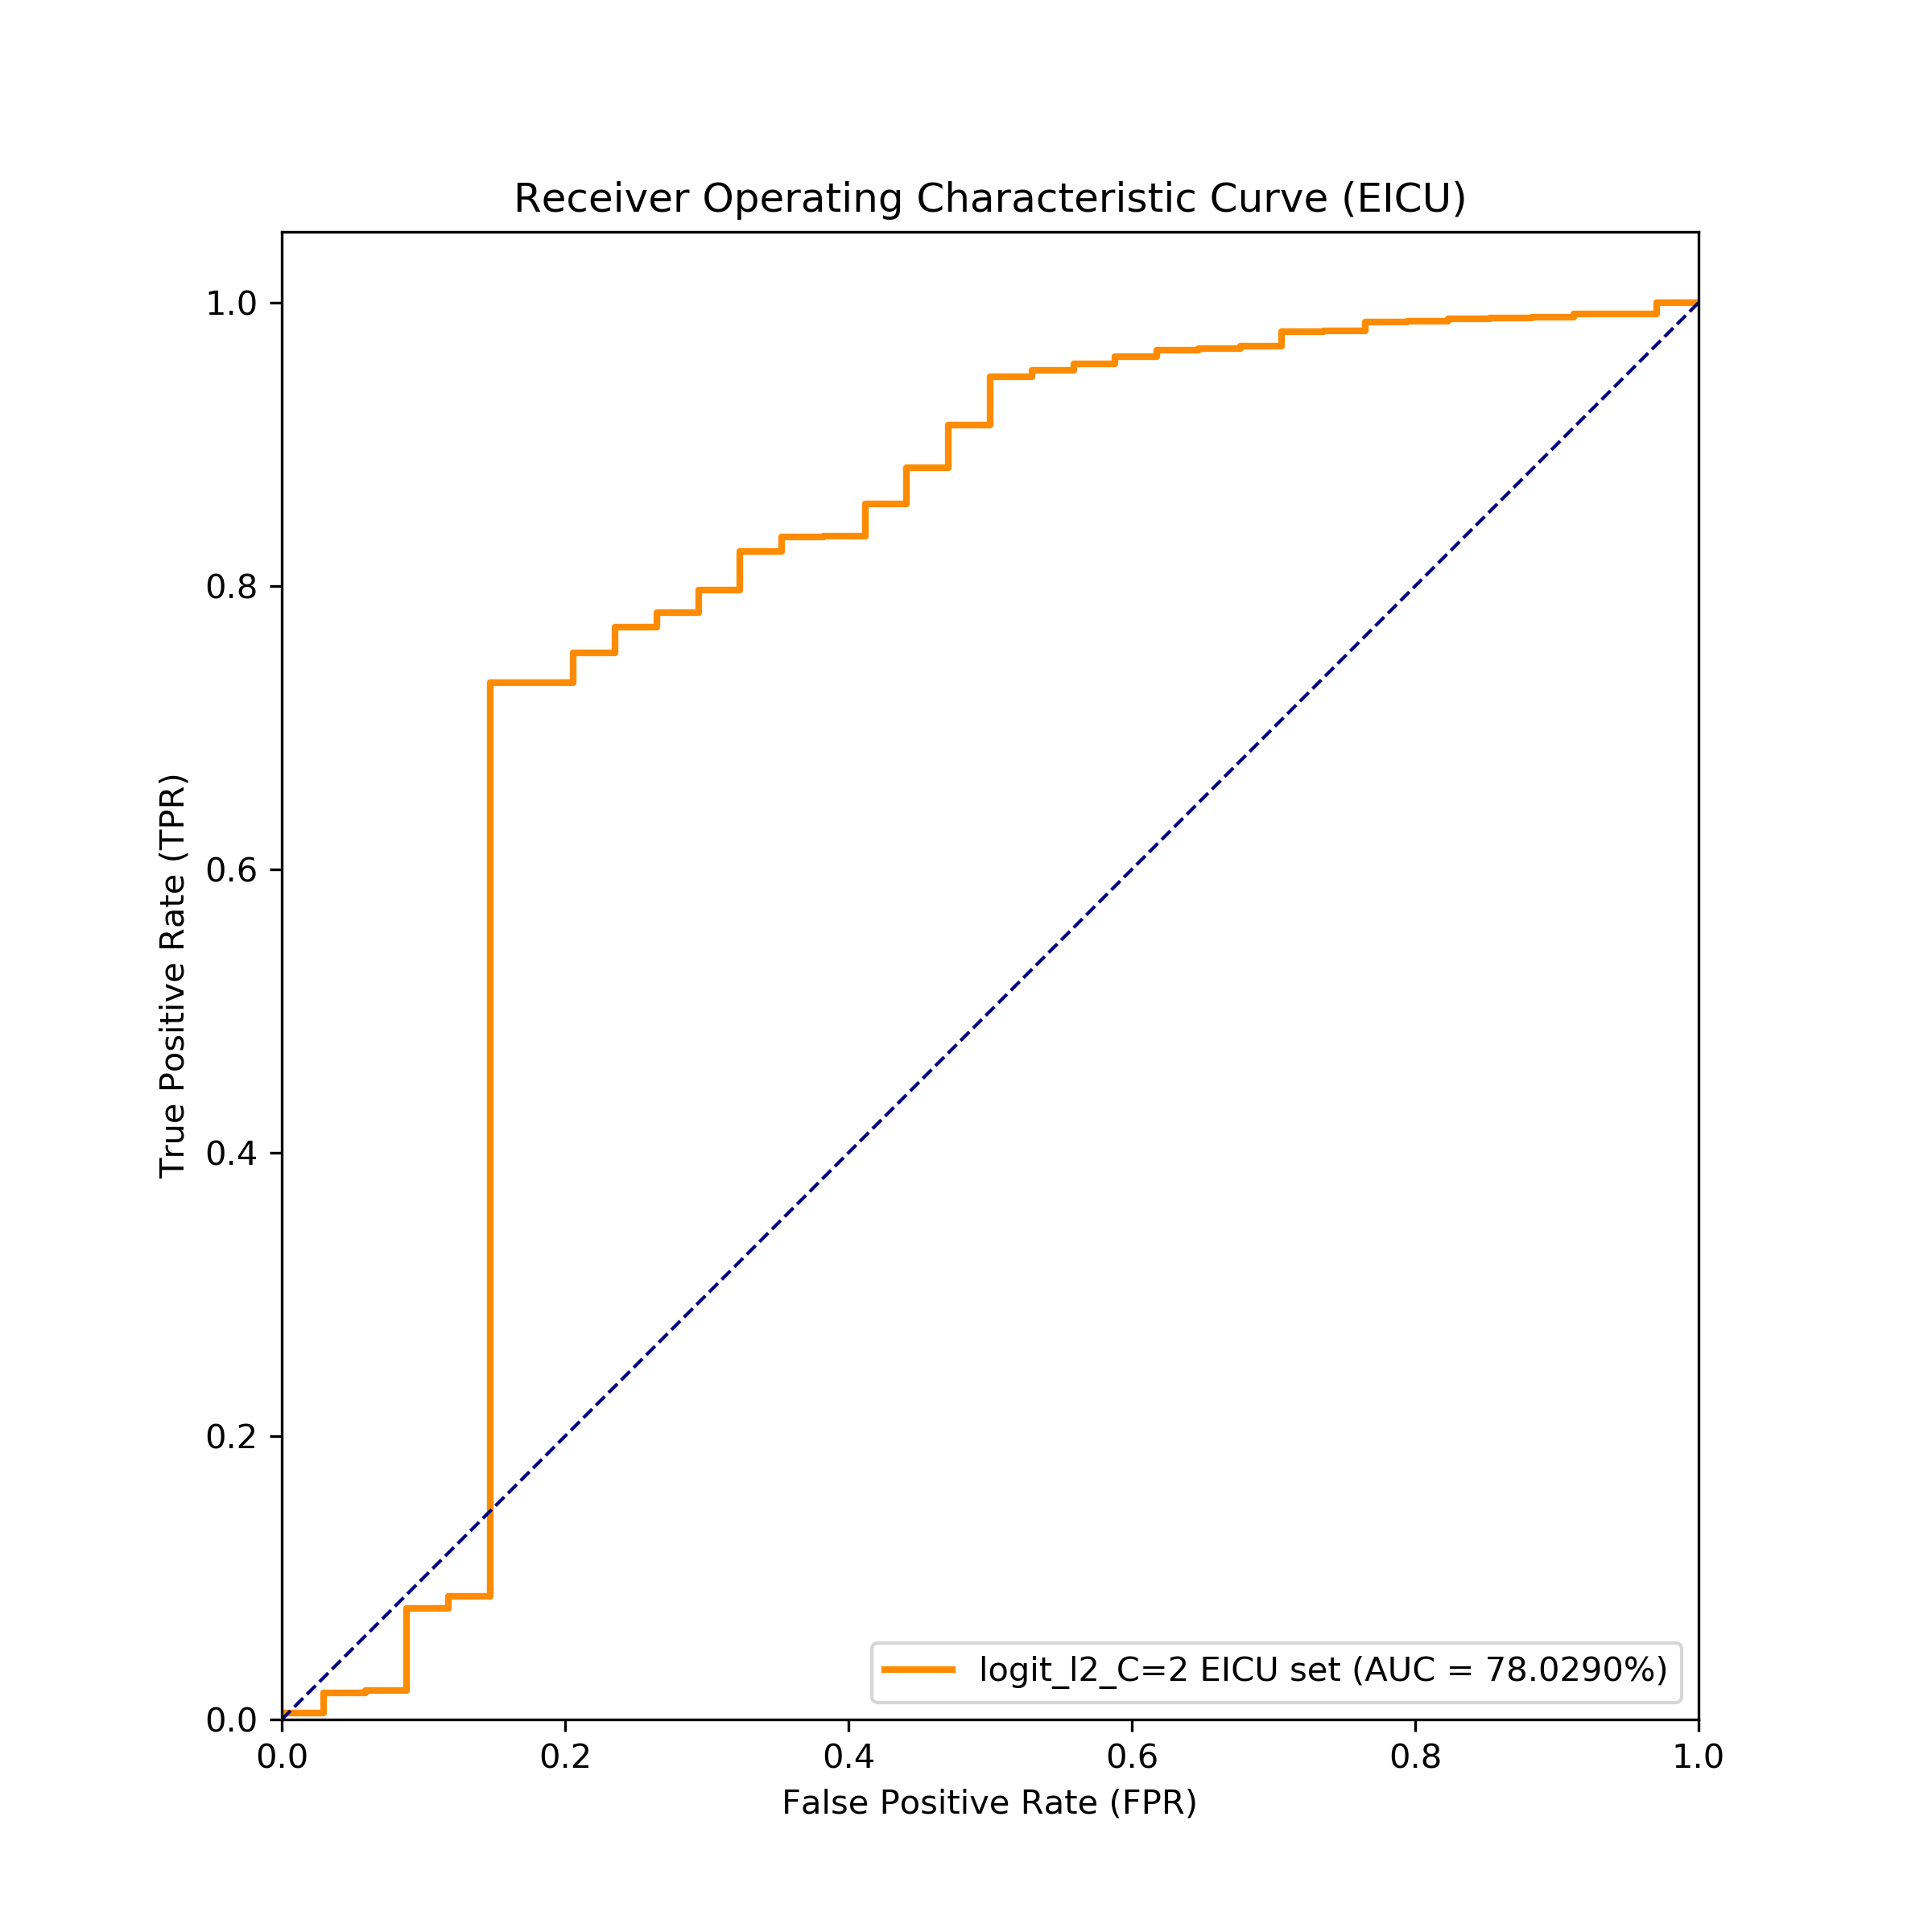 Receiver Operating Characteristic Curve (EICU)
True Positive Rate (TPR)
1.0
0.8
0.6
0.4
0.2
0.0
logit_l2_C=2 EICU set (AUC = 78.0290%)
0.0 0.2 0.4 0.6 0.8 1.0
False Positive Rate (FPR)